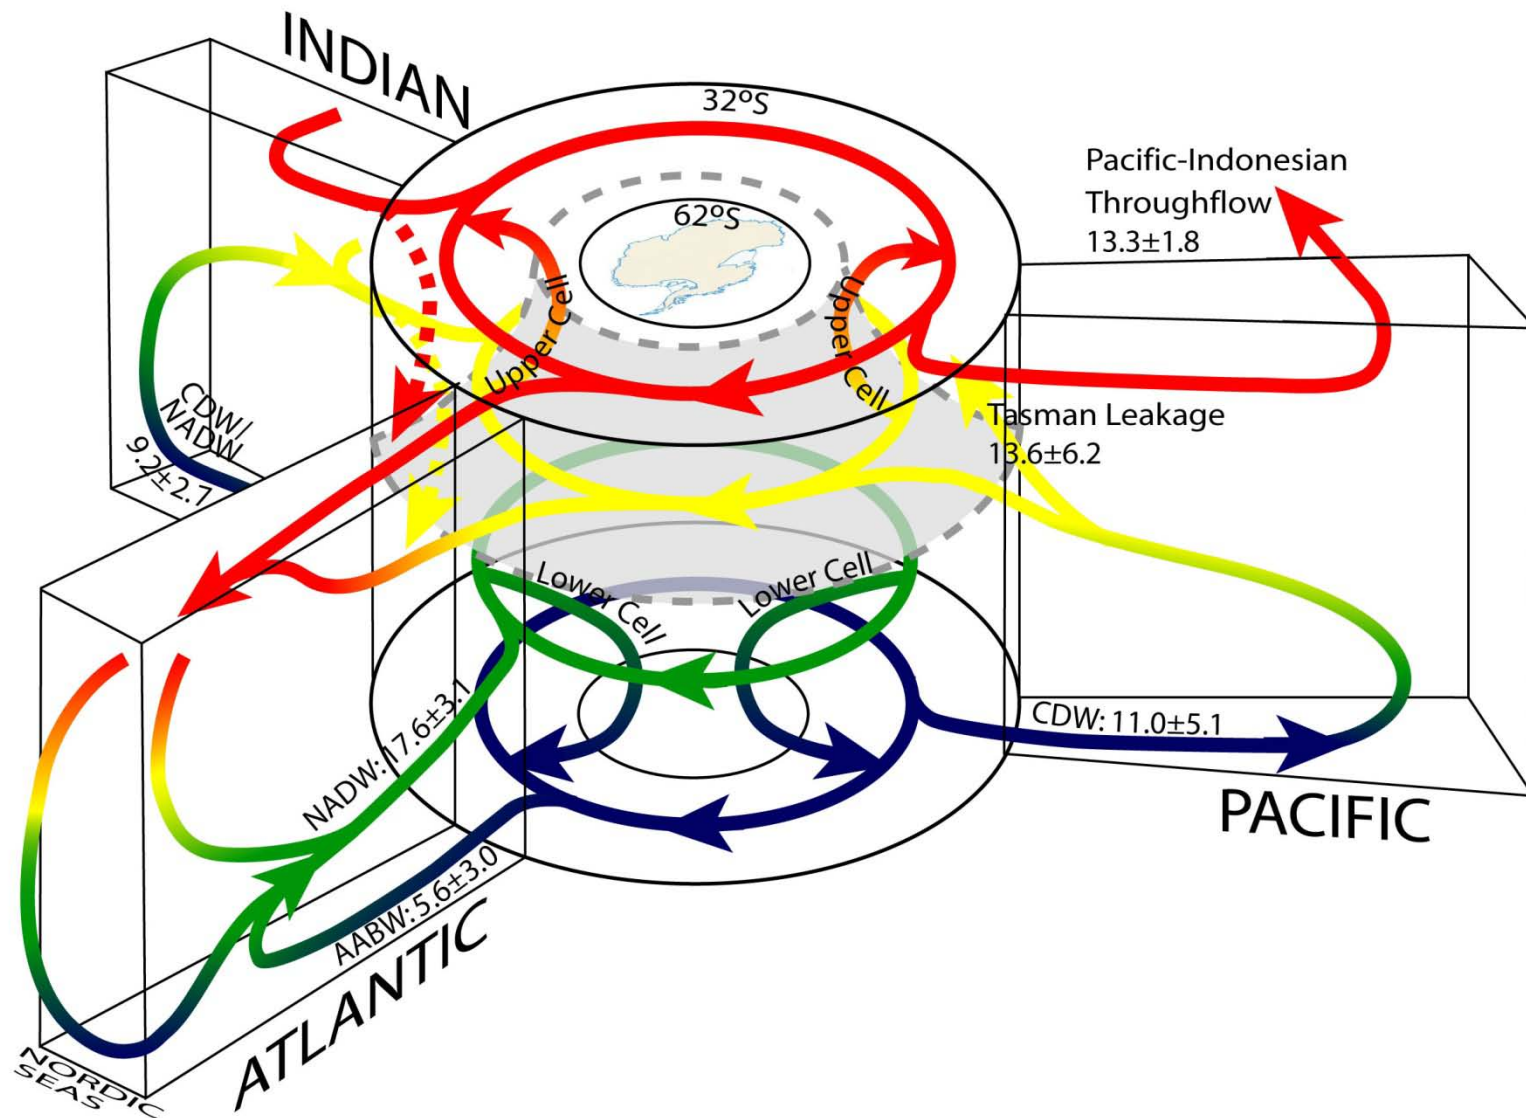 INDIAN
32ºS
62ºS
Pacific-Indonesian
Throughflow
13.3±1.8
Upper Cell
Upper Cell
Tasman Leakage
13.6±6.2
CDW/
NADW
9.2±2.7
Lower Cell
Lower Cell
NADW: 17.6±3.1
CDW: 11.0±5.1
PACIFIC
AABW: 5.6±3.0
ATLANTIC
NORDIC
SEAS